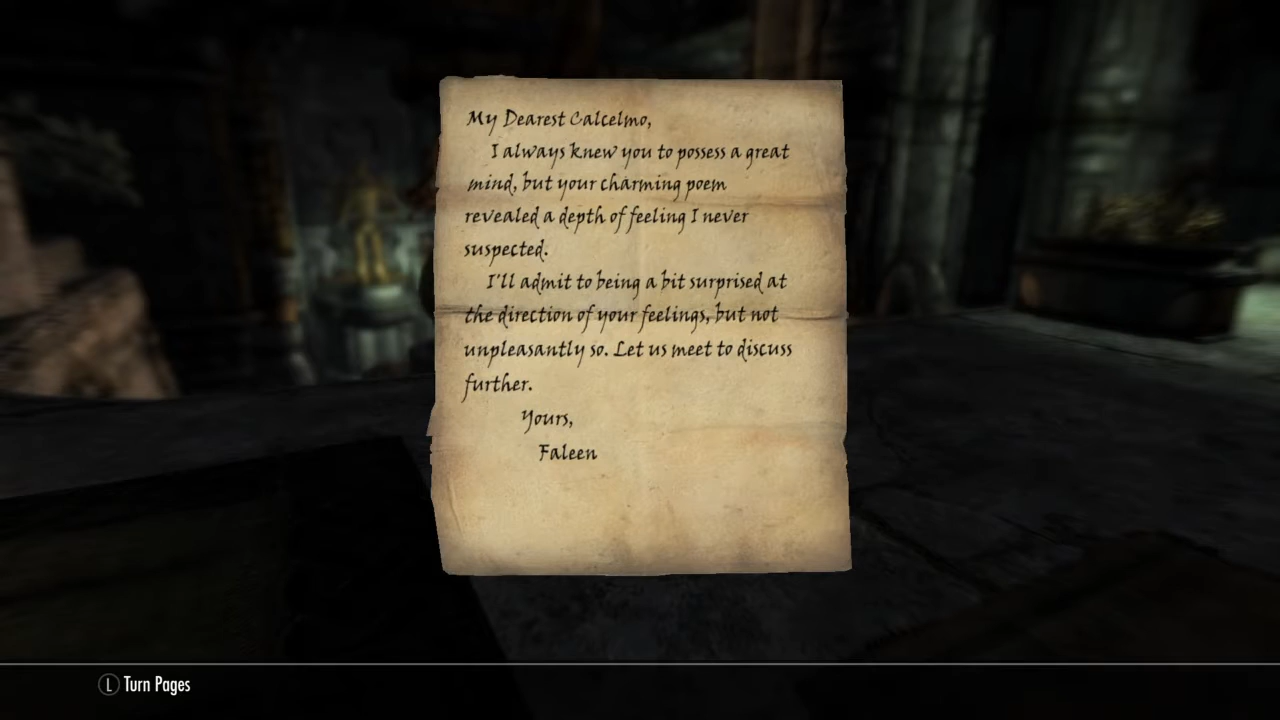 My Dearest Calcelmo,
I always knew you to possess a great
mind, but your charming poem
revealed a depth of feeling I never
suspected.
I'll admit to being a bit surprised at
the direction of your feelings, but not
unpleasantly so. Let us meet to discuss
further.
Yours,
Faleen
L Turn Pages